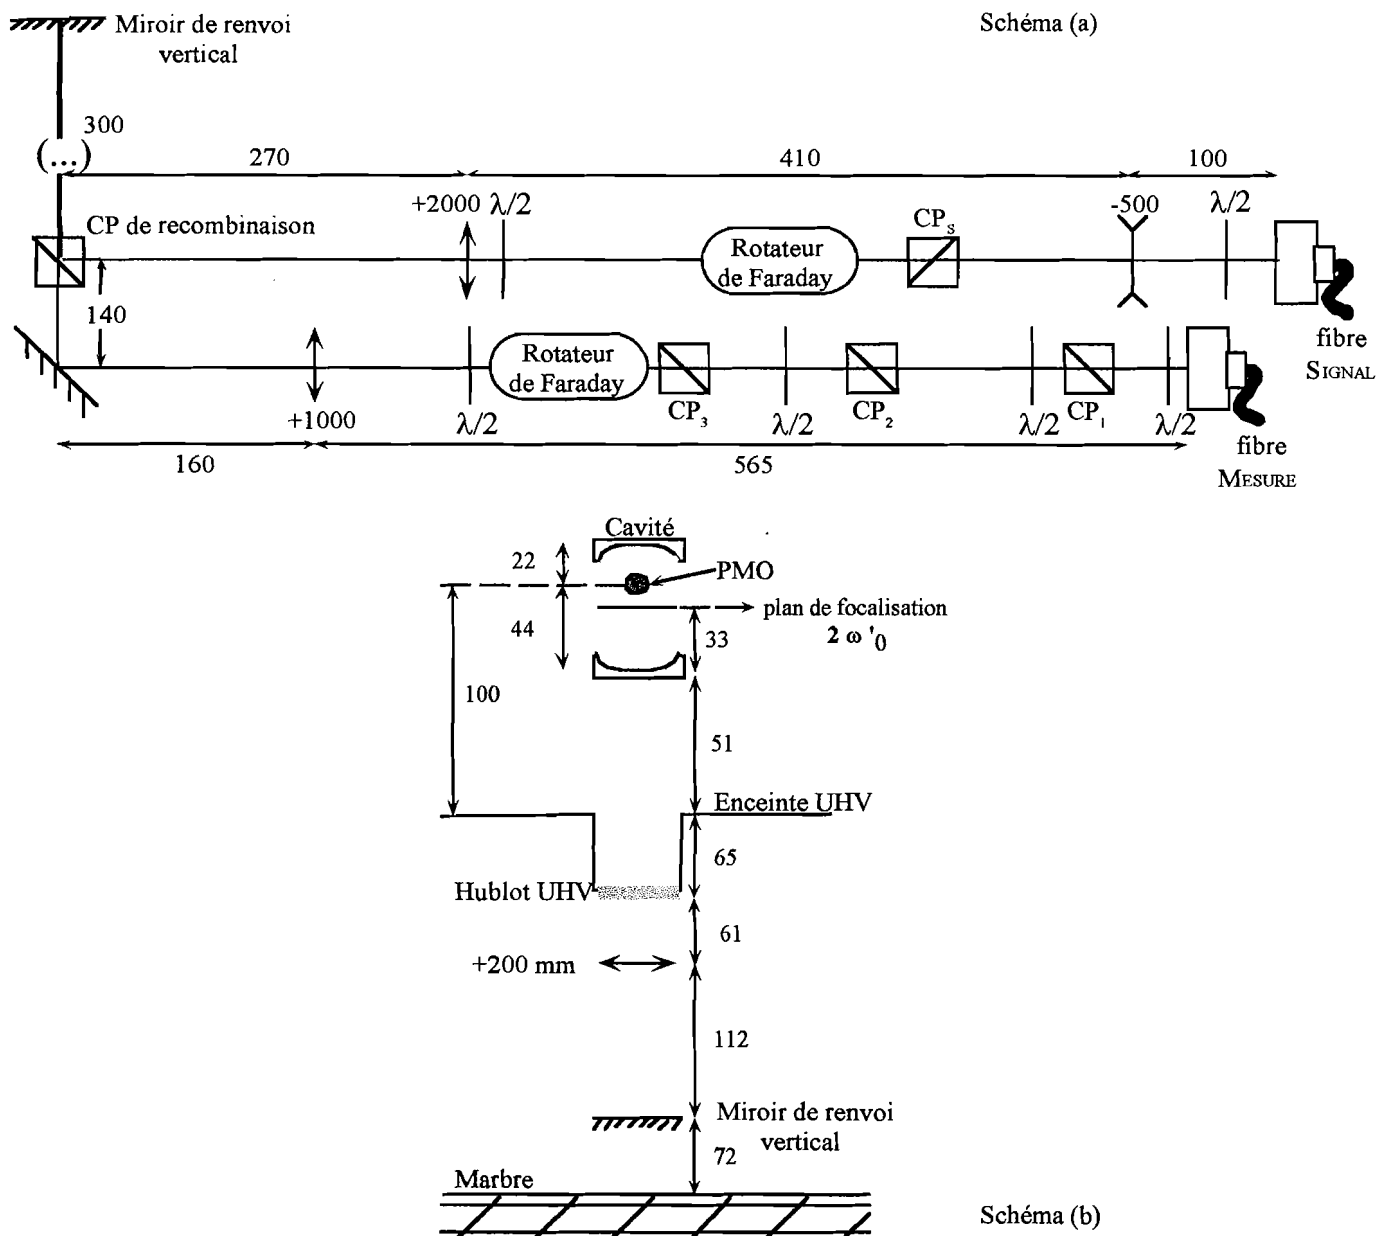 Miroir de renvoi
vertical
Schéma (a)
300
(...)
270
410
100
CP de recombinaison
+2000
λ/2
CPs
-500
λ/2
Rotateur
de Faraday
140
fibre
SIGNAL
Rotateur
de Faraday
+1000
λ/2
CP3
λ/2
CP2
λ/2
CP1
λ/2
160
565
fibre
MESURE
Cavité
22
PMO
plan de focalisation
2 ω'0
44
33
100
51
Enceinte UHV
65
Hublot UHV
61
+200 mm
112
Miroir de renvoi
vertical
72
Marbre
Schéma (b)